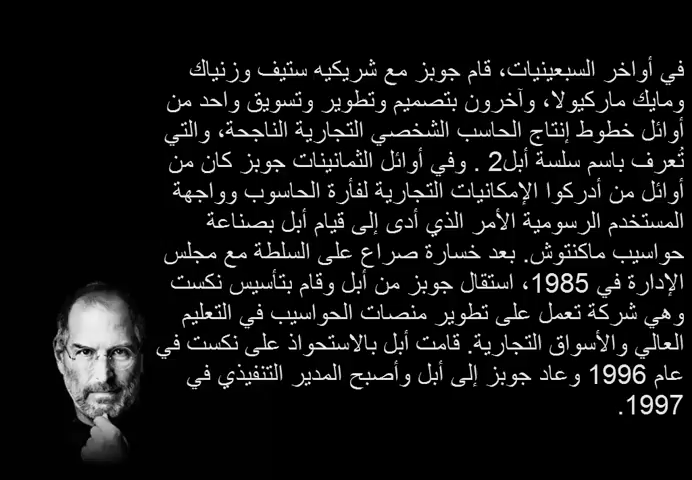 في أواخر السبعينيات، قام جوبز مع شريكيه ستيف وزنياك
ومايك ماركيولا، وآخرون بتصميم وتطوير وتسويق واحد من
أوائل خطوط إنتاج الحاسب الشخصي التجارية الناجحة، والتي
تُعرف باسم سلسة أبل2 . وفي أوائل الثمانينات جوبز كان من
أوائل من أدركوا الإمكانيات التجارية لفأرة الحاسوب وواجهة
المستخدم الرسومية الأمر الذي أدى إلى قيام أبل بصناعة
حواسيب ماكنتوش. بعد خسارة صراع على السلطة مع مجلس
الإدارة في 1985، استقال جوبز من أبل وقام بتأسيس نكست
وهي شركة تعمل على تطوير منصات الحواسيب في التعليم
العالي والأسواق التجارية. قامت أبل بالاستحواذ على نكست في
عام 1996 وعاد جوبز إلى أبل وأصبح المدير التنفيذي في
1997.